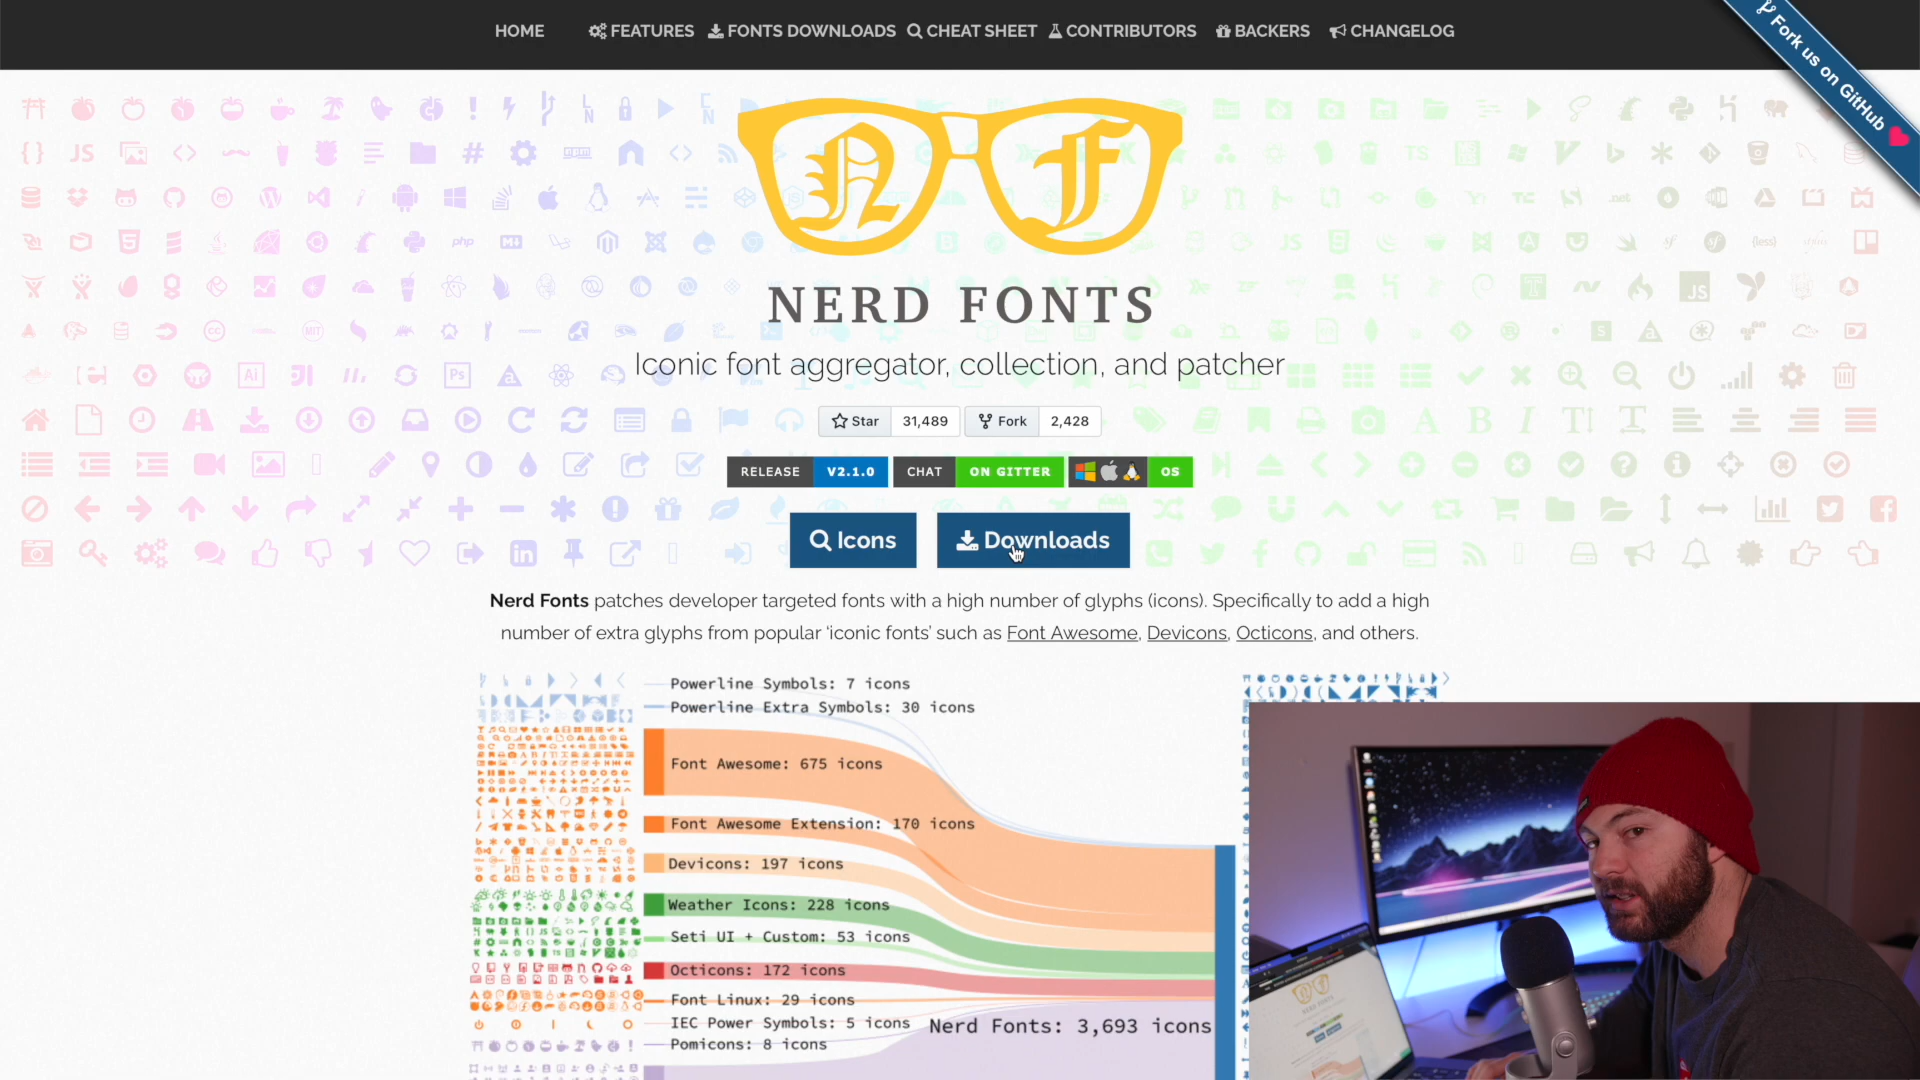 HOME FEATURES FONTS DOWNLOADS CHEAT SHEET CONTRIBUTORS BACKERS CHANGELOG
Fork us on GitHub
NERD FONTS
Iconic font aggregator, collection, and patcher
Star 31,489 Fork 2,428
RELEASE V2.1.0 CHAT ON GITTER OS
Icons Downloads
Nerd Fonts patches developer targeted fonts with a high number of glyphs (icons). Specifically to add a high
number of extra glyphs from popular ‘iconic fonts’ such as Font Awesome, Devicons, Octicons, and others.
Powerline Symbols: 7 icons
Powerline Extra Symbols: 30 icons
Font Awesome: 675 icons
Font Awesome Extension: 170 icons
Devicons: 197 icons
Weather Icons: 228 icons
Seti UI + Custom: 53 icons
Octicons: 172 icons
Font Linux: 29 icons
IEC Power Symbols: 5 icons
Nerd Fonts: 3,693 icons
Pomicons: 8 icons